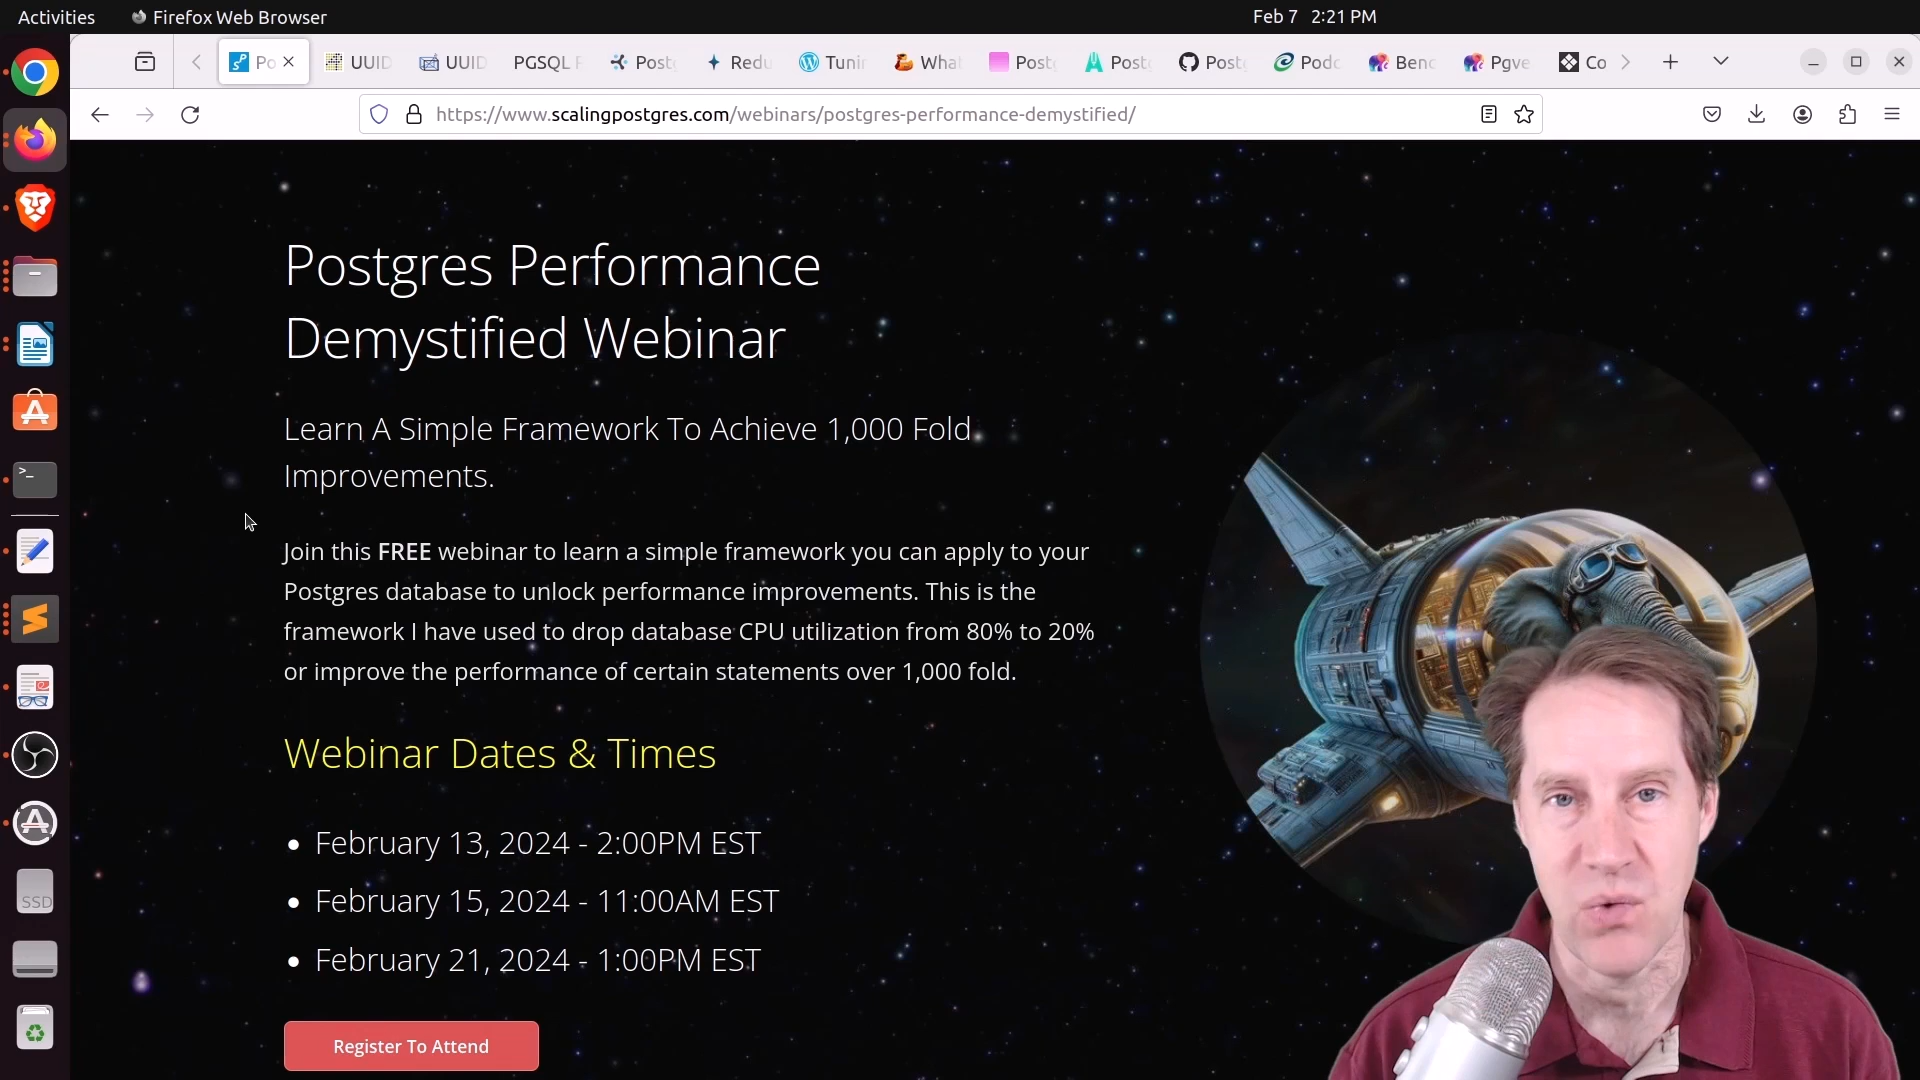 Activities
Firefox Web Browser
Feb 7 2:21 PM
Po
UUID
UUID
PGSQL
Post
Redu
Tunin
What
Post
Post
Post
Podc
Benc
Pgve
Co
https://www.scalingpostgres.com/webinars/postgres-performance-demystified/
Postgres Performance
Demystified Webinar
Learn A Simple Framework To Achieve 1,000 Fold
Improvements.
Join this FREE webinar to learn a simple framework you can apply to your
Postgres database to unlock performance improvements. This is the
framework I have used to drop database CPU utilization from 80% to 20%
or improve the performance of certain statements over 1,000 fold.
Webinar Dates & Times
• February 13, 2024 - 2:00PM EST
• February 15, 2024 - 11:00AM EST
• February 21, 2024 - 1:00PM EST
Register To Attend
SSD